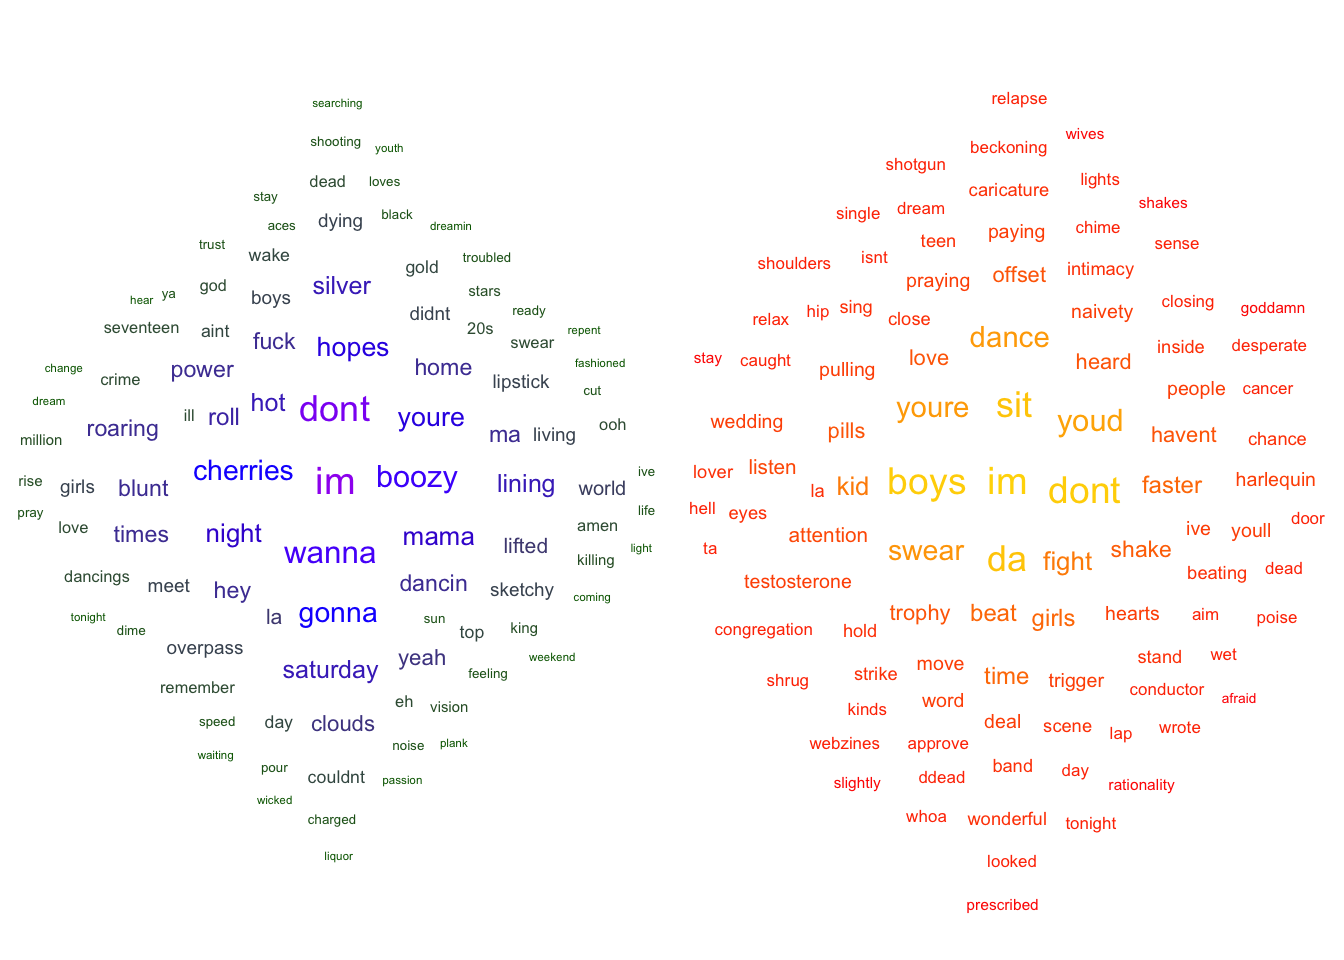 searching
shooting
youth
dead
loves
stay
aces
dying
black
dreamin
trust
wake
gold
troubled
hear
ya
god
boys
silver
stars
didnt
ready
seventeen
aint
fuck
hopes
20s
swear
repent
change
crime
power
home
lipstick
fashioned
cut
dream
ill
roll
hot
dont
youre
million
roaring
ma
living
ooh
rise
girls
blunt
cherries
im
boozy
lining
world
ive
pray
love
times
night
wanna
mama
lifted
amen
life
light
killing
dancings
meet
hey
dancin
sketchy
coming
tonight
dime
la
gonna
sun
top
king
overpass
saturday
yeah
feeling
weekend
remember
speed
day
clouds
eh
vision
waiting
pour
couldnt
noise
plank
passion
wicked
charged
liquor
relapse
wives
beckoning
shotgun
caricature
lights
shakes
single
dream
teen
paying
chime
sense
shoulders
isnt
praying
offset
intimacy
closing
goddamn
relax
hip
sing
close
dance
naivety
inside
desperate
stay
caught
pulling
love
heard
people
cancer
wedding
pills
youre
sit
youd
havent
chance
lover
listen
la
kid
boys
im
dont
faster
harlequin
hell
eyes
attention
swear
da
fight
shake
ive
youll
door
ta
testosterone
beating
dead
congregation
hold
trophy
beat
girls
hearts
aim
poise
shrug
strike
move
time
trigger
stand
wet
conductor
afraid
kinds
word
deal
scene
lap
wrote
webzines
approve
slightly
ddead
band
day
rationality
whoa
wonderful
tonight
looked
prescribed